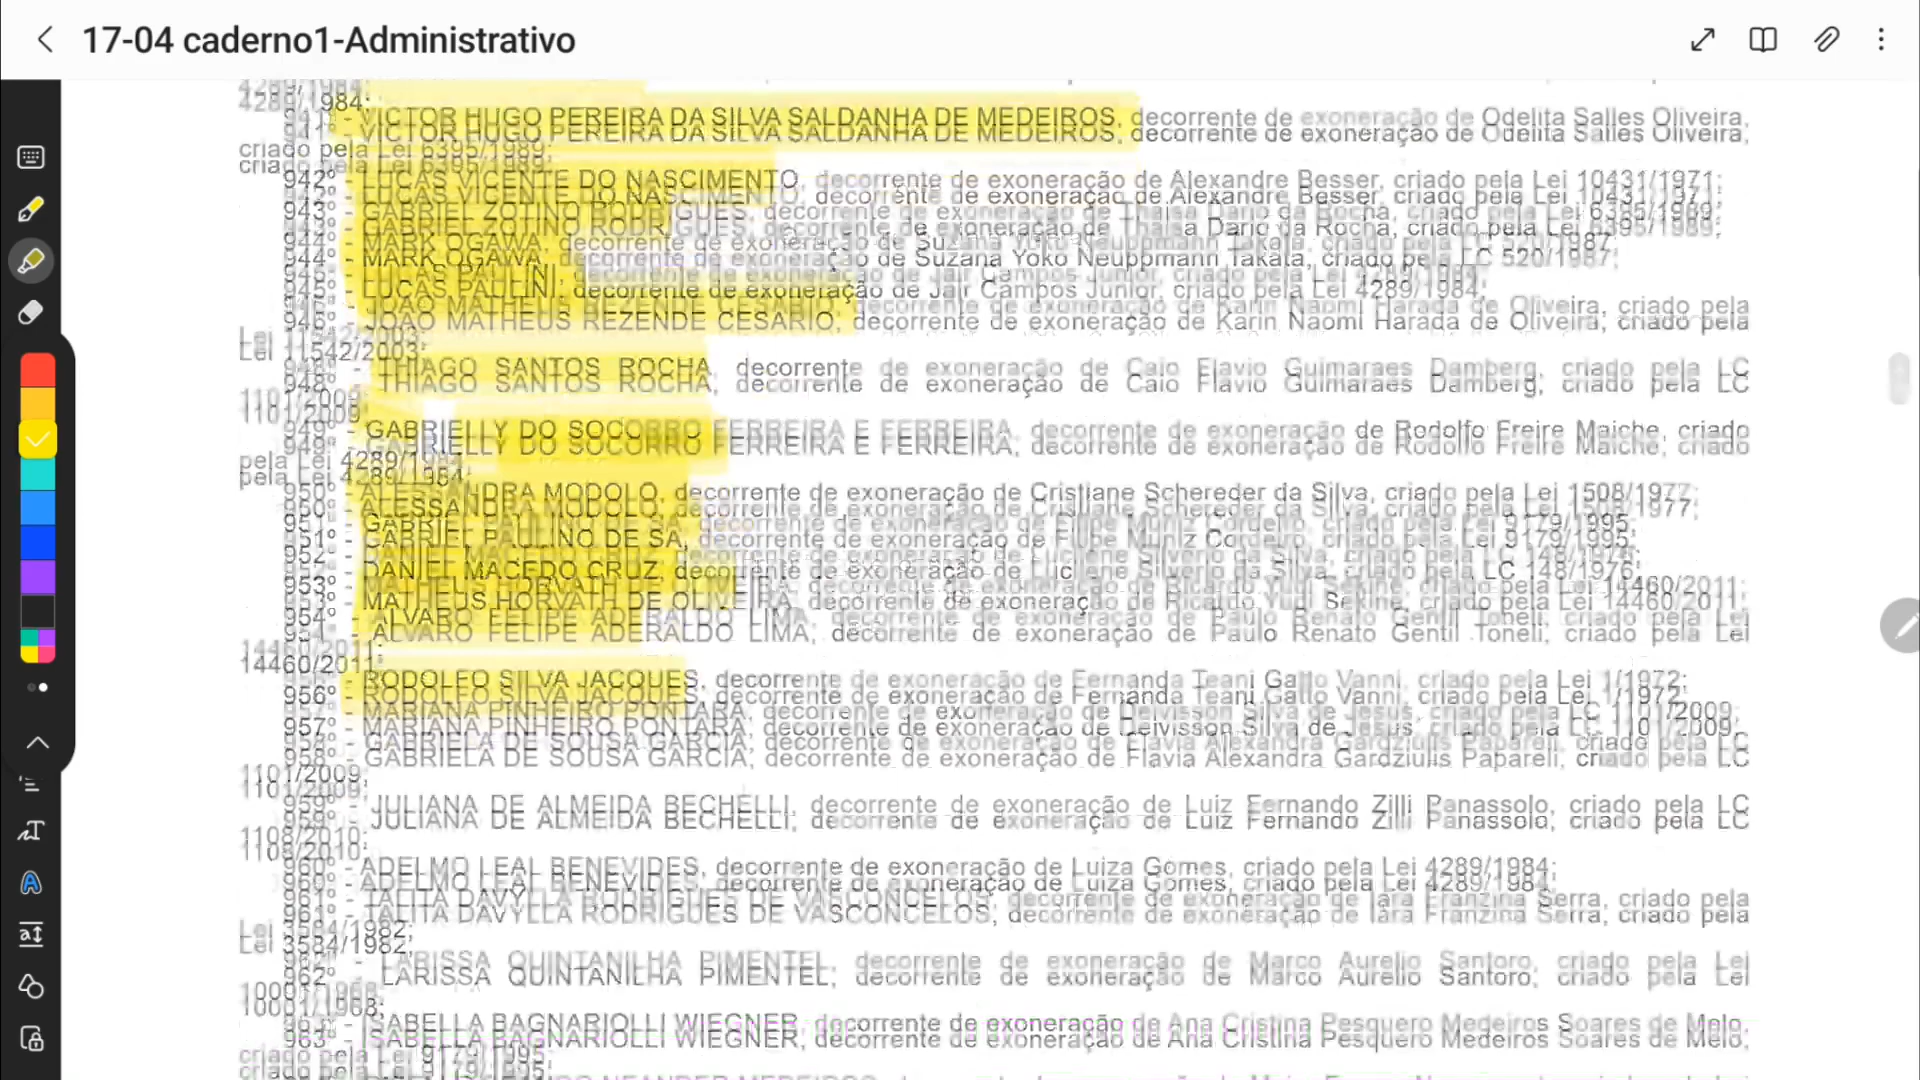 17-04 caderno1-Administrativo
4289/1984;
941º - VICTOR HUGO PEREIRA DA SILVA SALDANHA DE MEDEIROS, decorrente de exoneração de Odelita Salles Oliveira,
criado pela Lei 6395/1989;
942º - LUCAS VICENTE DO NASCIMENTO, decorrente de exoneração de Alexandre Besser, criado pela Lei 10431/1971;
943º - GABRIEL ZOTINO RODRIGUES, decorrente de exoneração de Thaisa Dario da Rocha, criado pela Lei 6395/1989;
944º - MARK OGAWA, decorrente de exoneração de Suzana Yoko Neuppmann Takata, criado pela LC 520/1987;
945º - LUCAS PAULINI, decorrente de exoneração de Jair Campos Junior, criado pela Lei 4289/1984;
946º - JOAO MATHEUS REZENDE CESARIO, decorrente de exoneração de Karin Naomi Harada de Oliveira, criado pela
Lei 11542/2003;
948º - THIAGO SANTOS ROCHA, decorrente de exoneração de Caio Flavio Guimaraes Damberg, criado pela LC
1101/2009;
949º - GABRIELLY DO SOCORRO FERREIRA E FERREIRA, decorrente de exoneração de Rodolfo Freire Maiche, criado
pela Lei 4289/1984;
950º - ALESSANDRA MODOLO, decorrente de exoneração de Cristiane Schereder da Silva, criado pela Lei 1508/1977;
951º - GABRIEL PAULINO DE SA, decorrente de exoneração de Filipe Muniz Cordeiro, criado pela Lei 9179/1995;
952º - DANIEL MACEDO CRUZ, decorrente de exoneração de Lucilene Silverio da Silva, criado pela LC 148/1976;
953º - MATHEUS HORVATH DE OLIVEIRA, decorrente de exoneração de Ricardo Yuji Sekine, criado pela Lei 14460/2011;
954º - ALVARO FELIPE ADERALDO LIMA, decorrente de exoneração de Paulo Renato Gentil Toneli, criado pela Lei
14460/2011;
956º - RODOLFO SILVA JACQUES, decorrente de exoneração de Fernanda Teani Gatto Vanni, criado pela Lei 1/1972;
957º - MARIANA PINHEIRO PONTARA, decorrente de exoneração de Deivisson Silva de Jesus, criado pela LC 1101/2009;
958º - GABRIELA DE SOUSA GARCIA, decorrente de exoneração de Flavia Alexandra Gardziulis Papareli, criado pela LC
1101/2009;
959º - JULIANA DE ALMEIDA BECHELLI, decorrente de exoneração de Luiz Fernando Zilli Panassolo, criado pela LC
1108/2010;
960º - ADELMO LEAL BENEVIDES, decorrente de exoneração de Luiza Gomes, criado pela Lei 4289/1984;
961º - TALITA DAVYLLA RODRIGUES DE VASCONCELOS, decorrente de exoneração de Iara Franzina Serra, criado pela
Lei 3584/1982;
962º - LARISSA QUINTANILHA PIMENTEL, decorrente de exoneração de Marco Aurelio Santoro, criado pela Lei
963º - ISABELLA BAGNARIOLLI WIEGNER, decorrente de exoneração de Ana Cristina Pesquero Medeiros Soares de Melo,
criado pela Lei 9179/1995;